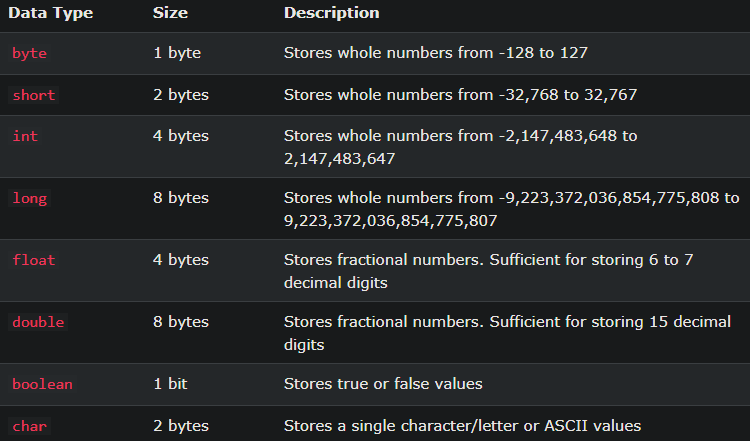 Data Type Size Description
byte 1 byte Stores whole numbers from -128 to 127
short 2 bytes Stores whole numbers from -32,768 to 32,767
int 4 bytes Stores whole numbers from -2,147,483,648 to
2,147,483,647
long 8 bytes Stores whole numbers from -9,223,372,036,854,775,808 to
9,223,372,036,854,775,807
float 4 bytes Stores fractional numbers. Sufficient for storing 6 to 7
decimal digits
double 8 bytes Stores fractional numbers. Sufficient for storing 15 decimal
digits
boolean 1 bit Stores true or false values
char 2 bytes Stores a single character/letter or ASCII values